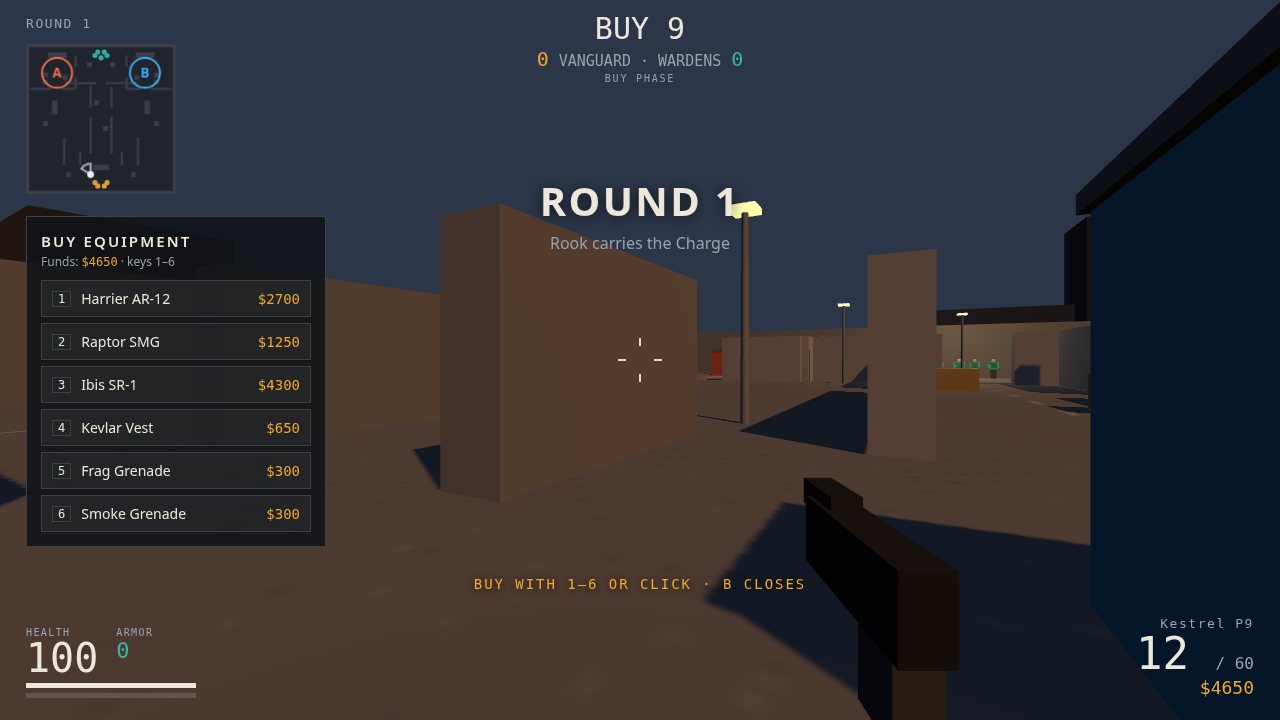 ROUND 1
A
B
BUY 9
0 VANGUARD · WARDENS 0
BUY PHASE
ROUND 1
Rook carries the Charge
BUY EQUIPMENT
Funds: $4650 · keys 1–6
1 Harrier AR-12 $2700
2 Raptor SMG $1250
3 Ibis SR-1 $4300
4 Kevlar Vest $650
5 Frag Grenade $300
6 Smoke Grenade $300
BUY WITH 1–6 OR CLICK · B CLOSES
HEALTH
100
ARMOR
0
Kestrel P9
12 / 60
$4650